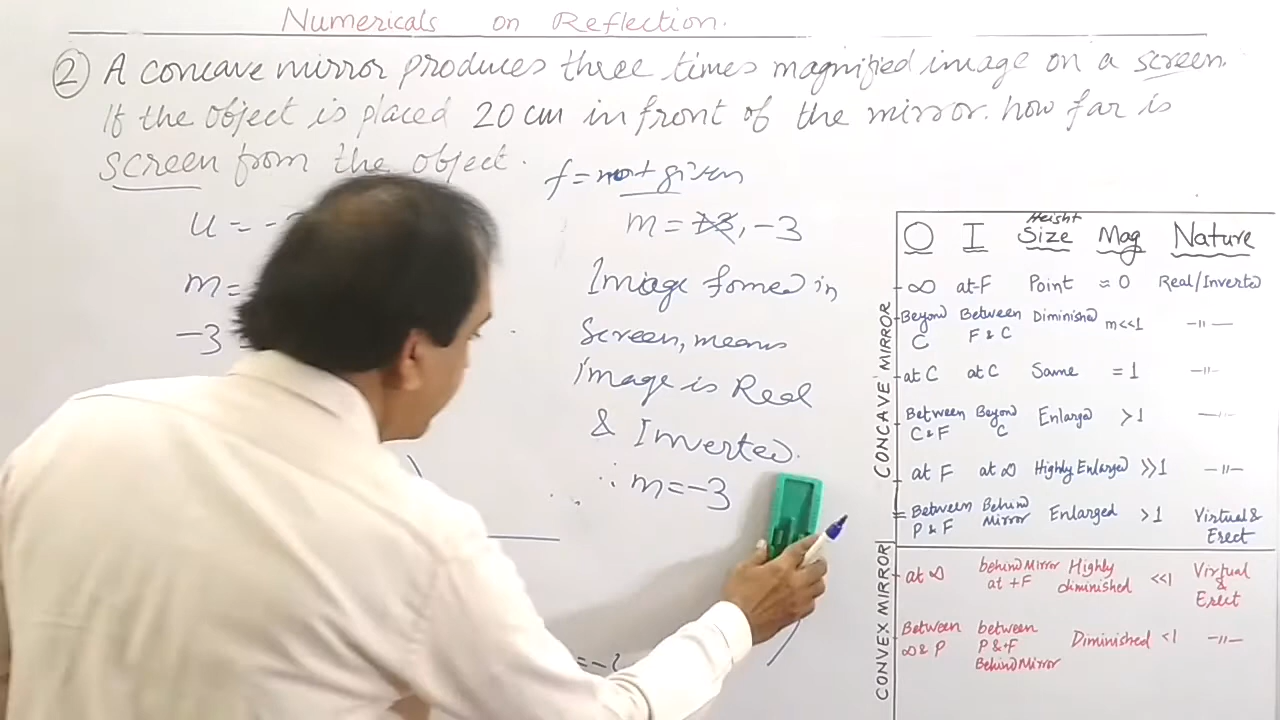 Numericals on Reflection.
② A concave mirror produces three times magnified image on a screen.
If the object is placed 20 cm in front of the mirror. how far is
screen from the object.
f = not given
u = -
m =
-3 =
m = +3, -3
Image fomed in
Screen, means
image is Real
& Inverted.
∴ m = -3
= -
CONCAVE MIRROR
O I Height Size Mag Nature
∞ at-F Point ≈ 0 Real/Inverted
Beyond C Between F & C Diminished m<<1 -〃-
at C at C Same = 1 -〃-
Between C & F Beyond C Enlarged >1 -〃-
at F at ∞ Highly Enlarged >>1 -〃-
Between P & F Behind Mirror Enlarged >1 Virtual & Erect
CONVEX MIRROR
at ∞ behind Mirror at +F Highly diminished <<1 Virtual & Erect
Between ∞ & P between P & F Behind Mirror Diminished <1 -〃-